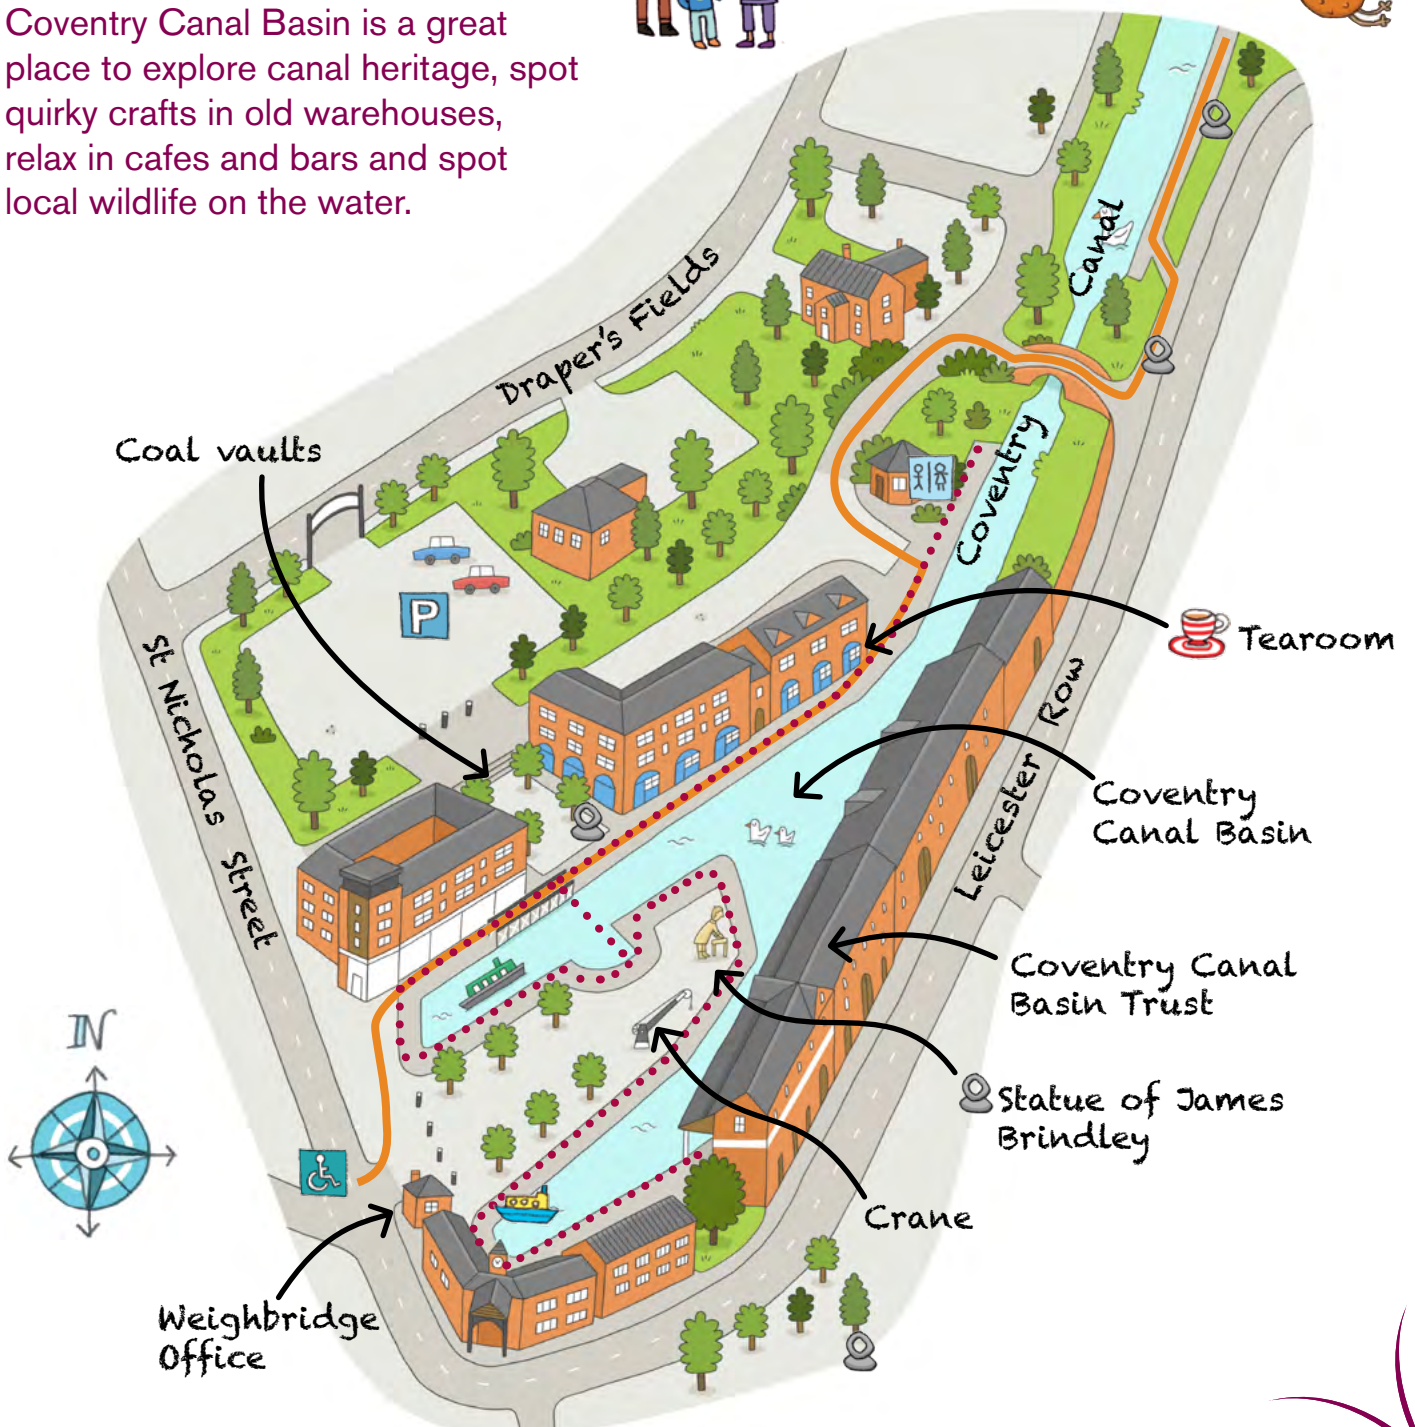 Coventry Canal Basin is a great
place to explore canal heritage, spot
quirky crafts in old warehouses,
relax in cafes and bars and spot
local wildlife on the water.
Canal
Draper's Fields
Coventry
Coal vaults
P
Tearoom
St Nicholas Street
Leicester Row
Coventry
Canal Basin
Coventry Canal
Basin Trust
N
Statue of James
Brindley
Crane
Weighbridge
Office